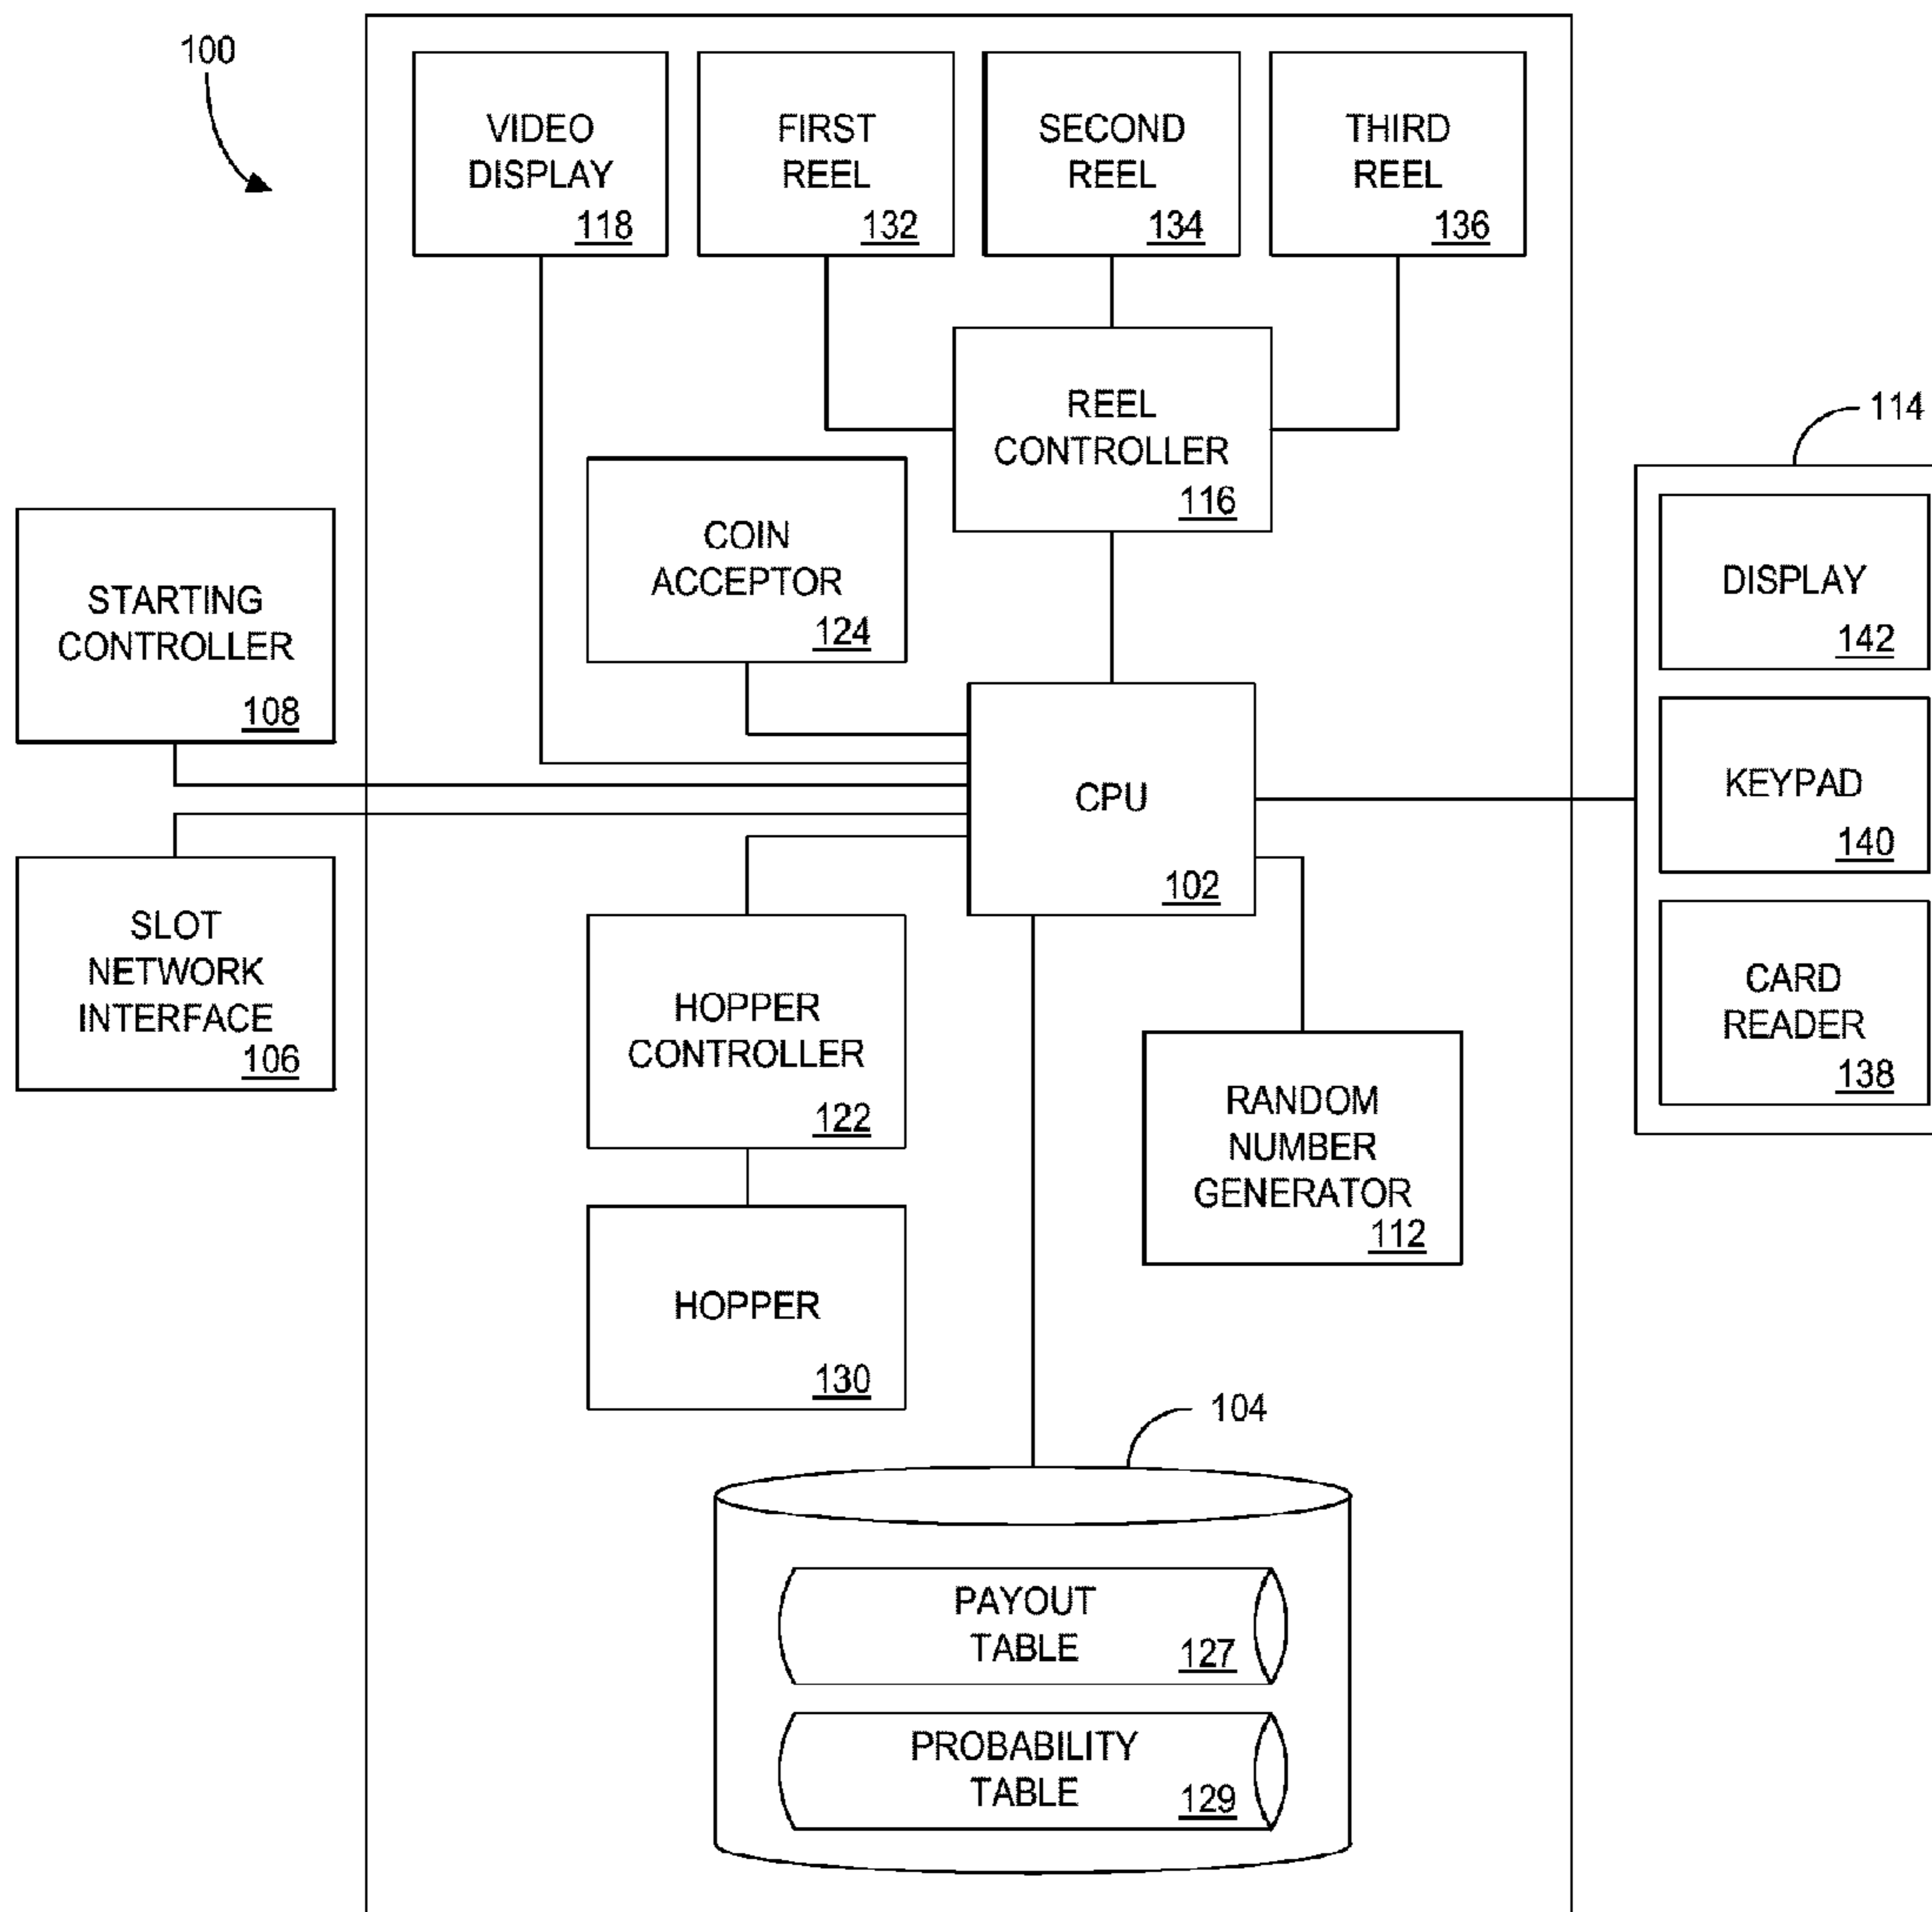 100
VIDEO
DISPLAY
118
FIRST
REEL
132
SECOND
REEL
134
THIRD
REEL
136
REEL
CONTROLLER
116
114
COIN
ACCEPTOR
124
STARTING
CONTROLLER
108
DISPLAY
142
CPU
102
KEYPAD
140
SLOT
NETWORK
INTERFACE
106
HOPPER
CONTROLLER
122
CARD
READER
138
RANDOM
NUMBER
GENERATOR
112
HOPPER
130
104
PAYOUT
TABLE
127
PROBABILITY
TABLE
129